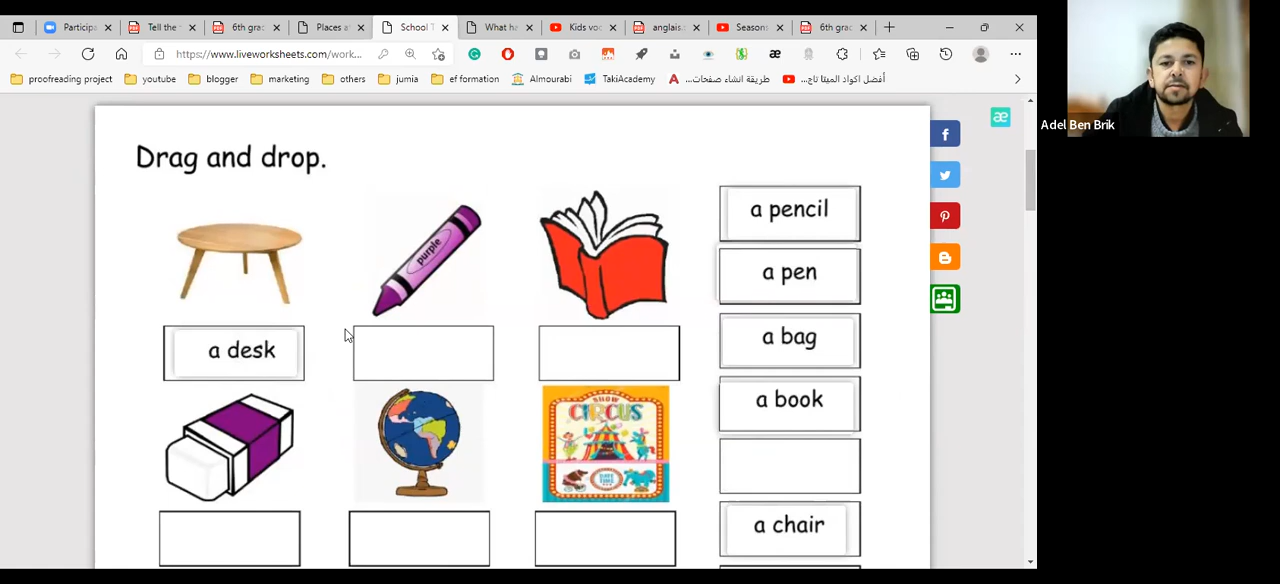 Participa
Tell the
6th grad
Places a
School T
What ha
Kids voc
anglais.
Season
6th grad
https://www.liveworksheets.com/work...
proofreading project
youtube
blogger
marketing
others
jumia
ef formation
Almourabi
TakiAcademy
طريقة انشاء صفحات...
أفضل اكواد الميتا تاج...
Adel Ben Brik
Drag and drop.
purple
a pencil
a pen
a bag
a desk
a book
SHOW
CIRCUS
a chair